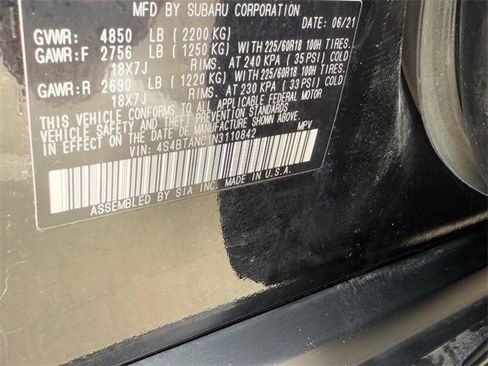 MFD BY SUBARU CORPORATION DATE 06/21
GVWR: 4850 LB (2200 KG)
GAWR:F 2756 LB (1250 KG) WITH 225/60R18 100H TIRES.
18X7J RIMS. AT 240 KPA (35 PSI) COLD
GAWR:R 2690 LB (1220 KG) WITH 225/60R18 100H TIRES.
18X7J RIMS. AT 230 KPA (33 PSI) COLD
THIS VEHICLE CONFORMS TO ALL APPLICABLE FEDERAL MOTOR
VEHICLE SAFETY AND THEFT PREVENTION STANDARDS
IN EFFECT ON THE DATE OF MANUFACTURE SHOWN ABOVE.
VIN: 4S4BTANC1N3110842 MPV
ASSEMBLED BY SIA INC. MADE IN U.S.A.